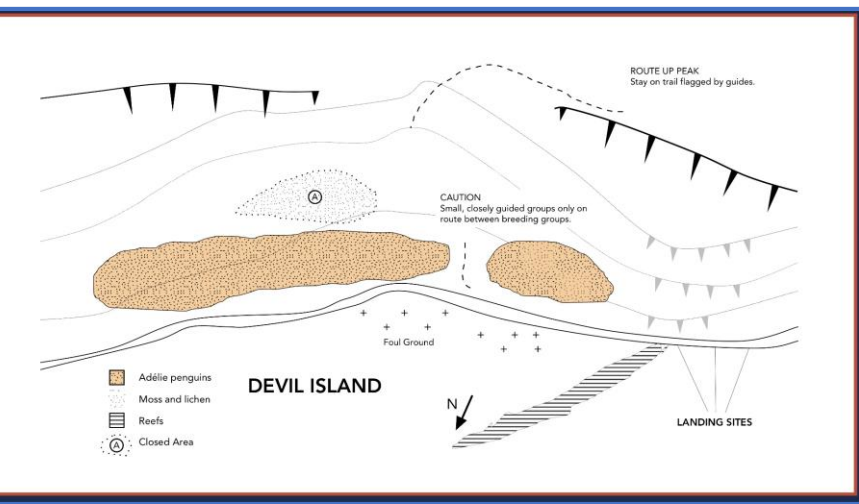 ROUTE UP PEAK
Stay on trail flagged by guides.
A
CAUTION
Small, closely guided groups only on
route between breeding groups.
Foul Ground
Adélie penguins
Moss and lichen
Reefs
A Closed Area
DEVIL ISLAND
N
LANDING SITES